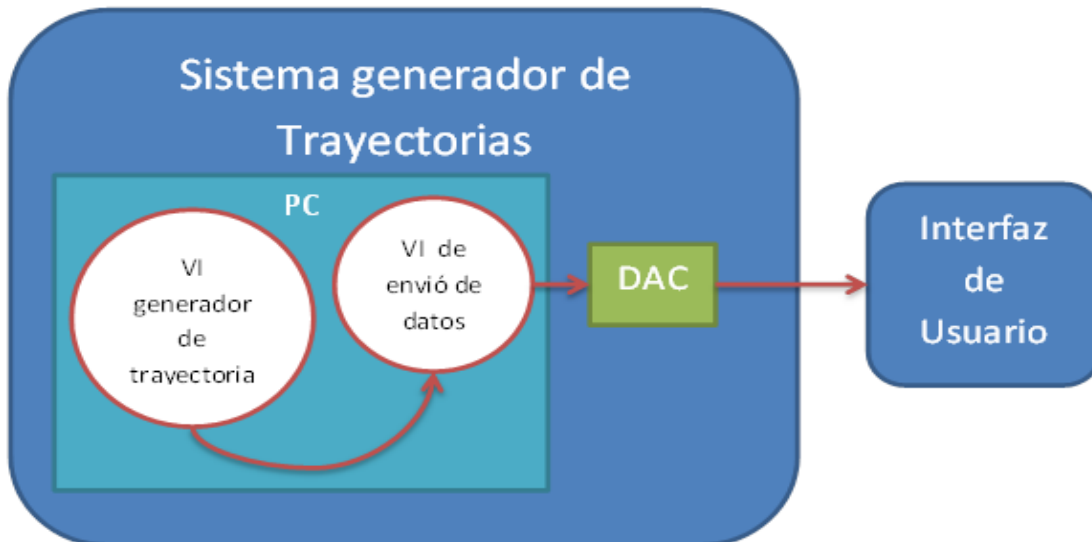 Sistema generador de
Trayectorias
PC
VI
generador
de
trayectoria
VI de
envió de
datos
DAC
Interfaz
de
Usuario